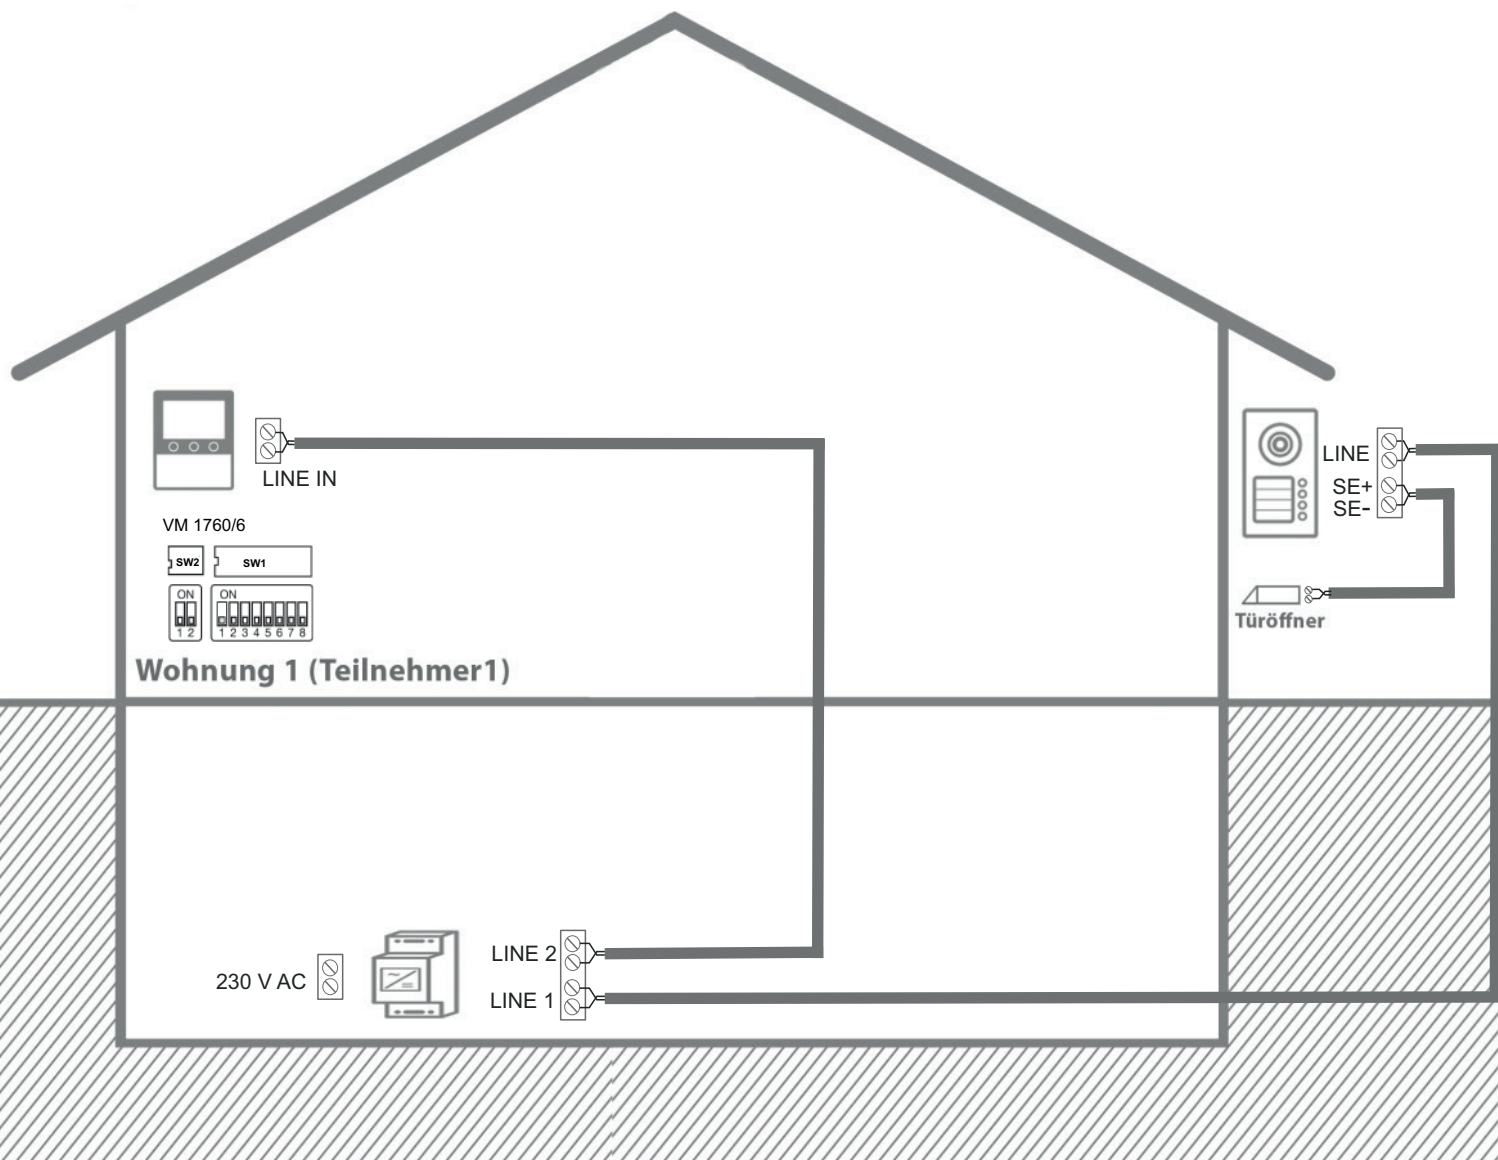 LINE IN
LINE
SE+
SE-
VM 1760/6
SW2 SW1
ON ON
1 2 1 2 3 4 5 6 7 8
Türöffner
Wohnung 1 (Teilnehmer1)
LINE 2
230 V AC
LINE 1